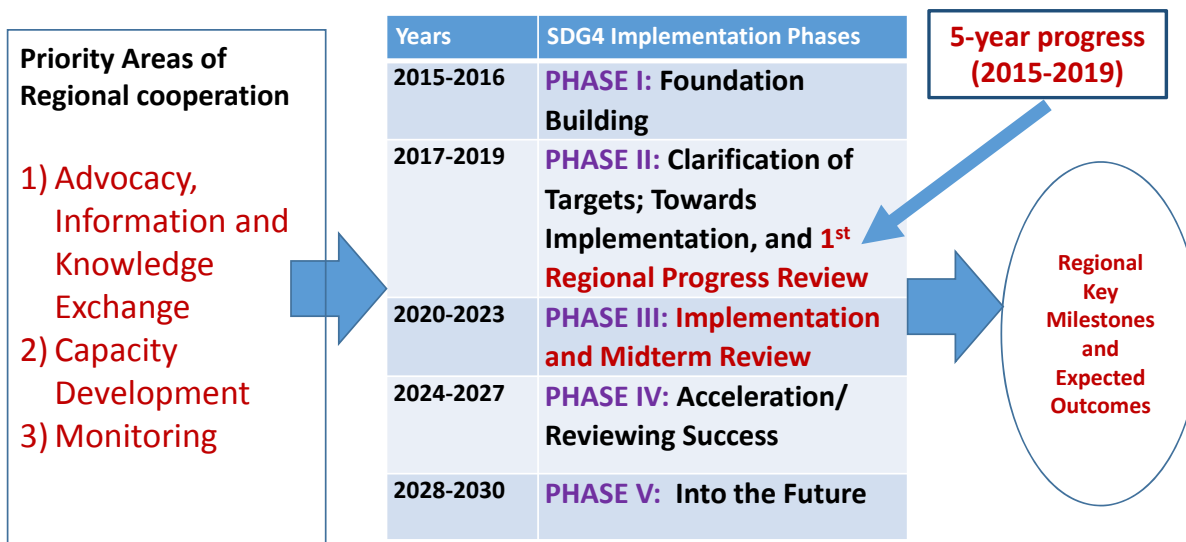 Priority Areas of
Regional cooperation
1) Advocacy,
Information and
Knowledge
Exchange
2) Capacity
Development
3) Monitoring
Years SDG4 Implementation Phases
2015-2016 PHASE I: Foundation
Building
2017-2019 PHASE II: Clarification of
Targets; Towards
Implementation, and 1st
Regional Progress Review
2020-2023 PHASE III: Implementation
and Midterm Review
2024-2027 PHASE IV: Acceleration/
Reviewing Success
2028-2030 PHASE V: Into the Future
5-year progress
(2015-2019)
Regional
Key
Milestones
and
Expected
Outcomes